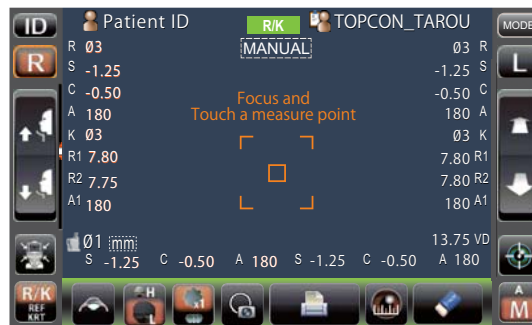 ID Patient ID R/K TOPCON_TAROU MODE
R R Ø3 MANUAL Ø3 R L
S -1.25 -1.25 S
C -0.50 -0.50 C
Focus and
A 180 Touch a measure point 180 A
K Ø3 Ø3 K
R1 7.80 7.80 R1
R2 7.75 7.80 R2
A1 180 180 A1
Ø1 mm 13.75 VD
S -1.25 C -0.50 A 180 S -1.25 C -0.50 A 180
R/K H x1 A
REF L M
KRT